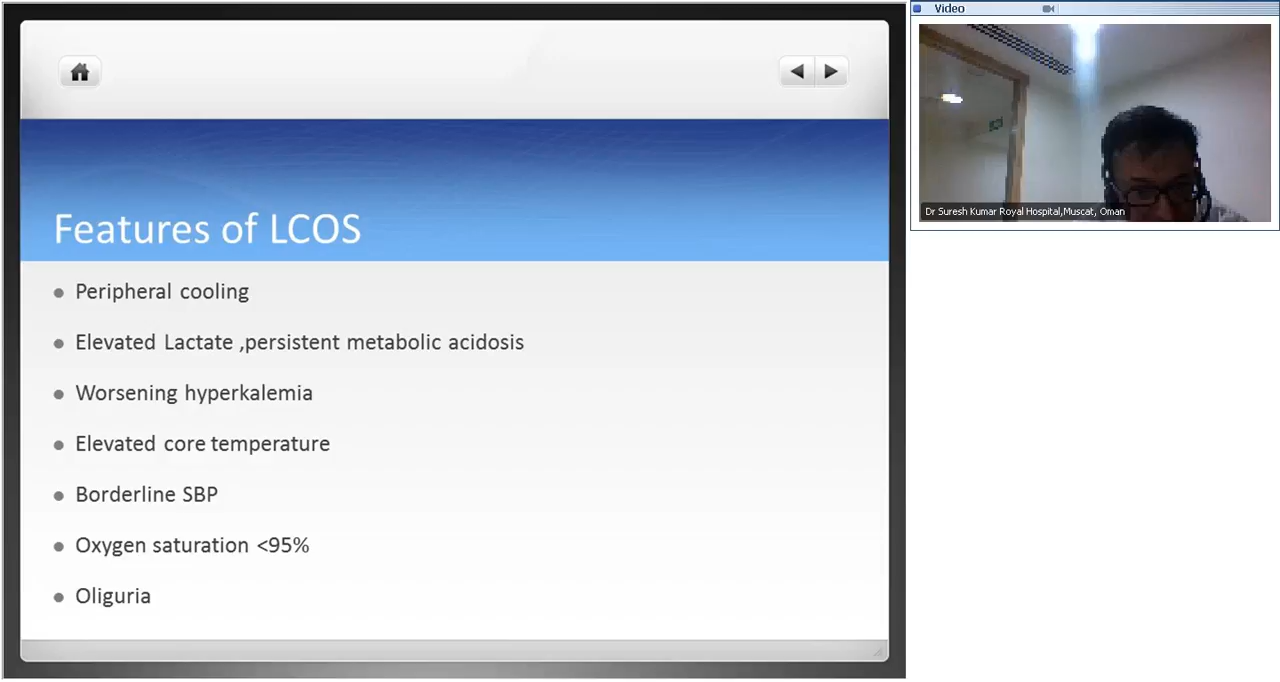 Video
Dr Suresh Kumar Royal Hospital,Muscat, Oman
Features of LCOS
Peripheral cooling
Elevated Lactate ,persistent metabolic acidosis
Worsening hyperkalemia
Elevated core temperature
Borderline SBP
Oxygen saturation <95%
Oliguria